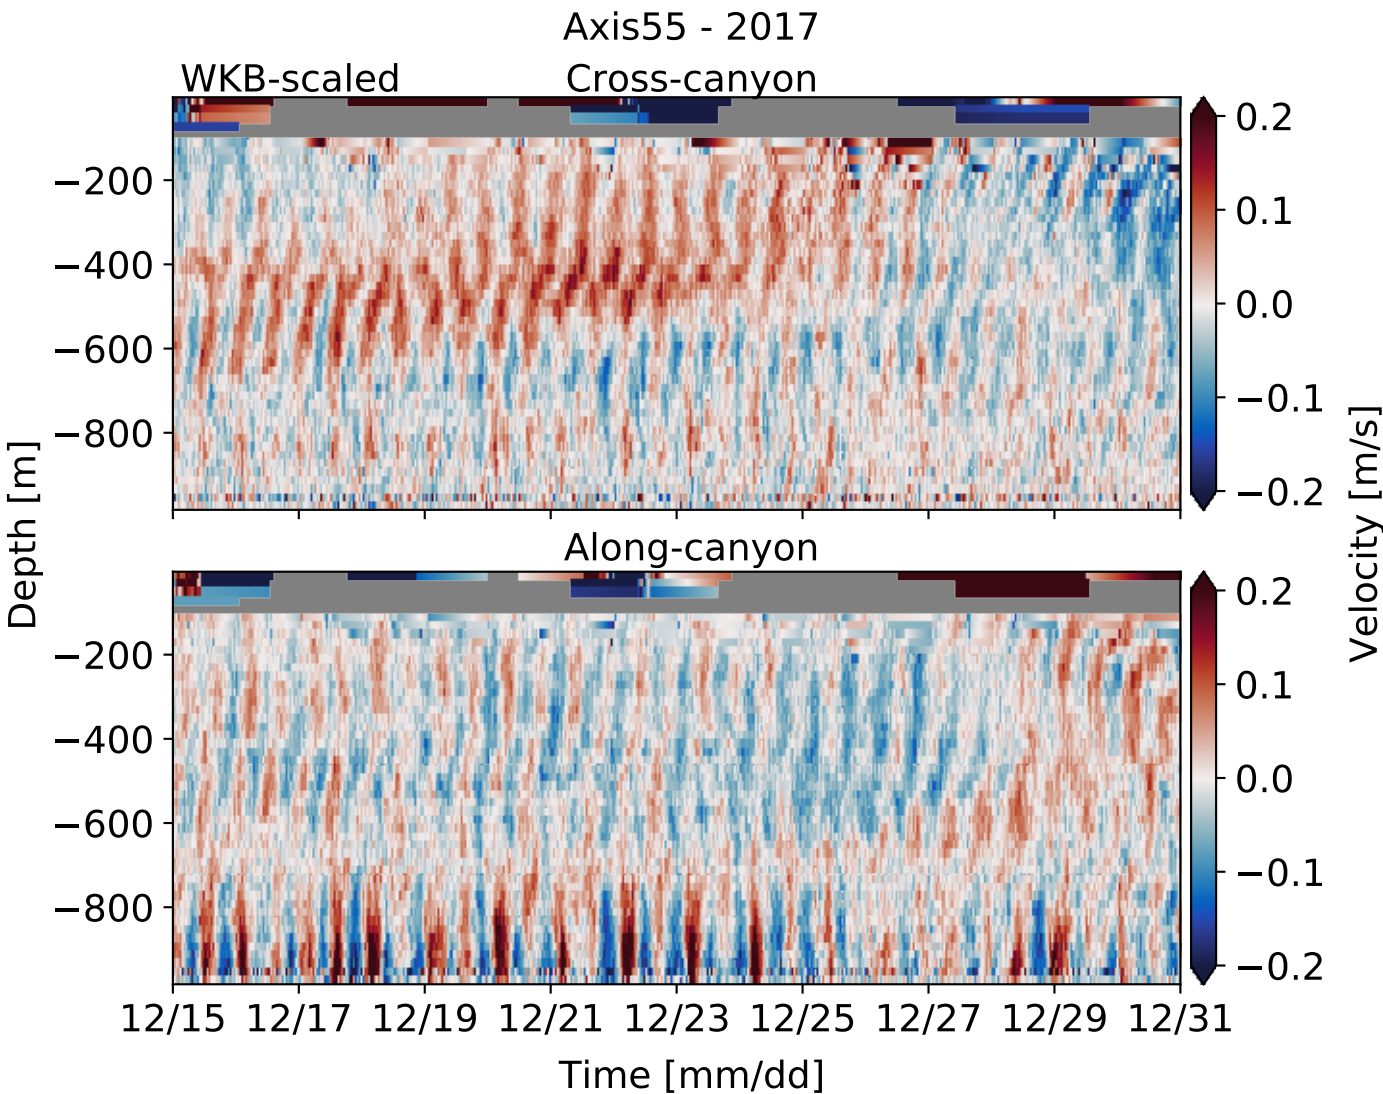 Axis55 - 2017
WKB-scaled
Cross-canyon
−200
−400
−600
−800
0.2
0.1
0.0
−0.1
−0.2
Depth [m]
Velocity [m/s]
Along-canyon
−200
−400
−600
−800
0.2
0.1
0.0
−0.1
−0.2
12/15 12/17 12/19 12/21 12/23 12/25 12/27 12/29 12/31
Time [mm/dd]